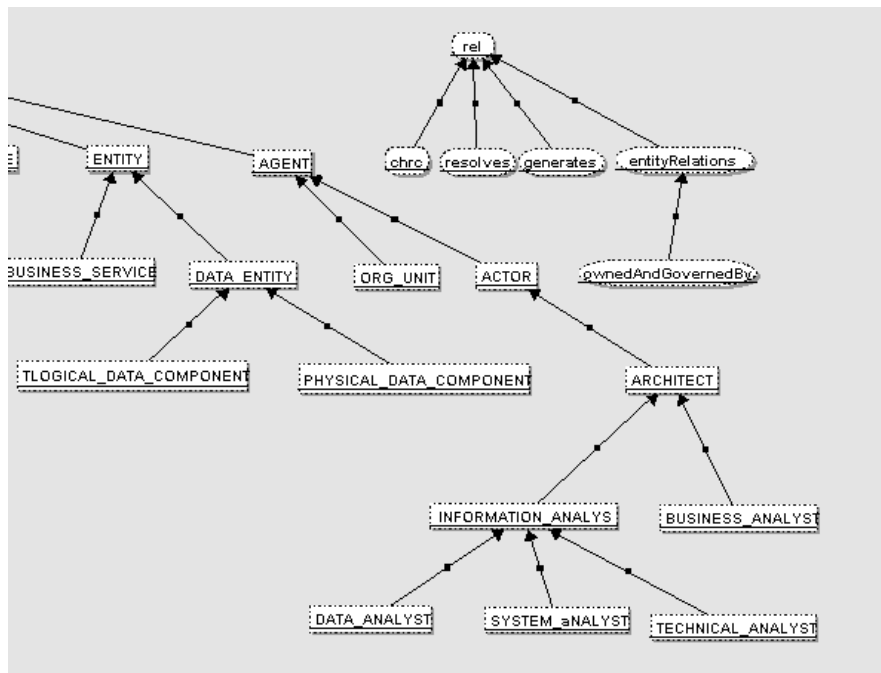 rel
chrc
resolves
generates
entityRelations
E
ENTITY
AGENT
BUSINESS_SERVICE
DATA_ENTITY
ORG_UNIT
ACTOR
ownedAndGovernedBy
TLOGICAL_DATA_COMPONENT
PHYSICAL_DATA_COMPONENT
ARCHITECT
INFORMATION_ANALYS
BUSINESS_ANALYST
DATA_ANALYST
SYSTEM_aNALYST
TECHNICAL_ANALYST